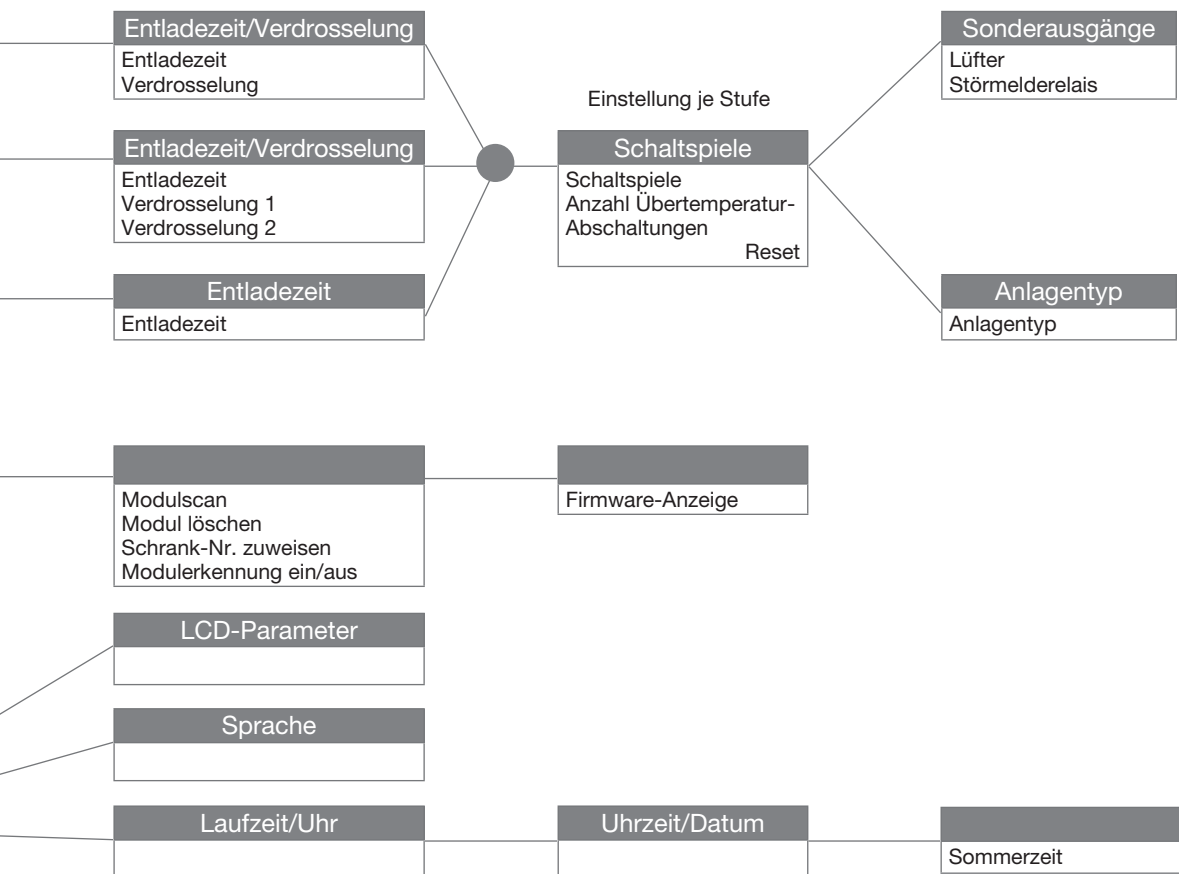 Entladezeit/Verdrosselung
Entladezeit
Verdrosselung
Sonderausgänge
Lüfter
Störmelderelais
Einstellung je Stufe
Entladezeit/Verdrosselung
Entladezeit
Verdrosselung 1
Verdrosselung 2
Schaltspiele
Schaltspiele
Anzahl Übertemperatur-
Abschaltungen
Reset
Entladezeit
Entladezeit
Anlagentyp
Anlagentyp
Modulscan
Modul löschen
Schrank-Nr. zuweisen
Modulerkennung ein/aus
Firmware-Anzeige
LCD-Parameter
Sprache
Laufzeit/Uhr
Uhrzeit/Datum
Sommerzeit